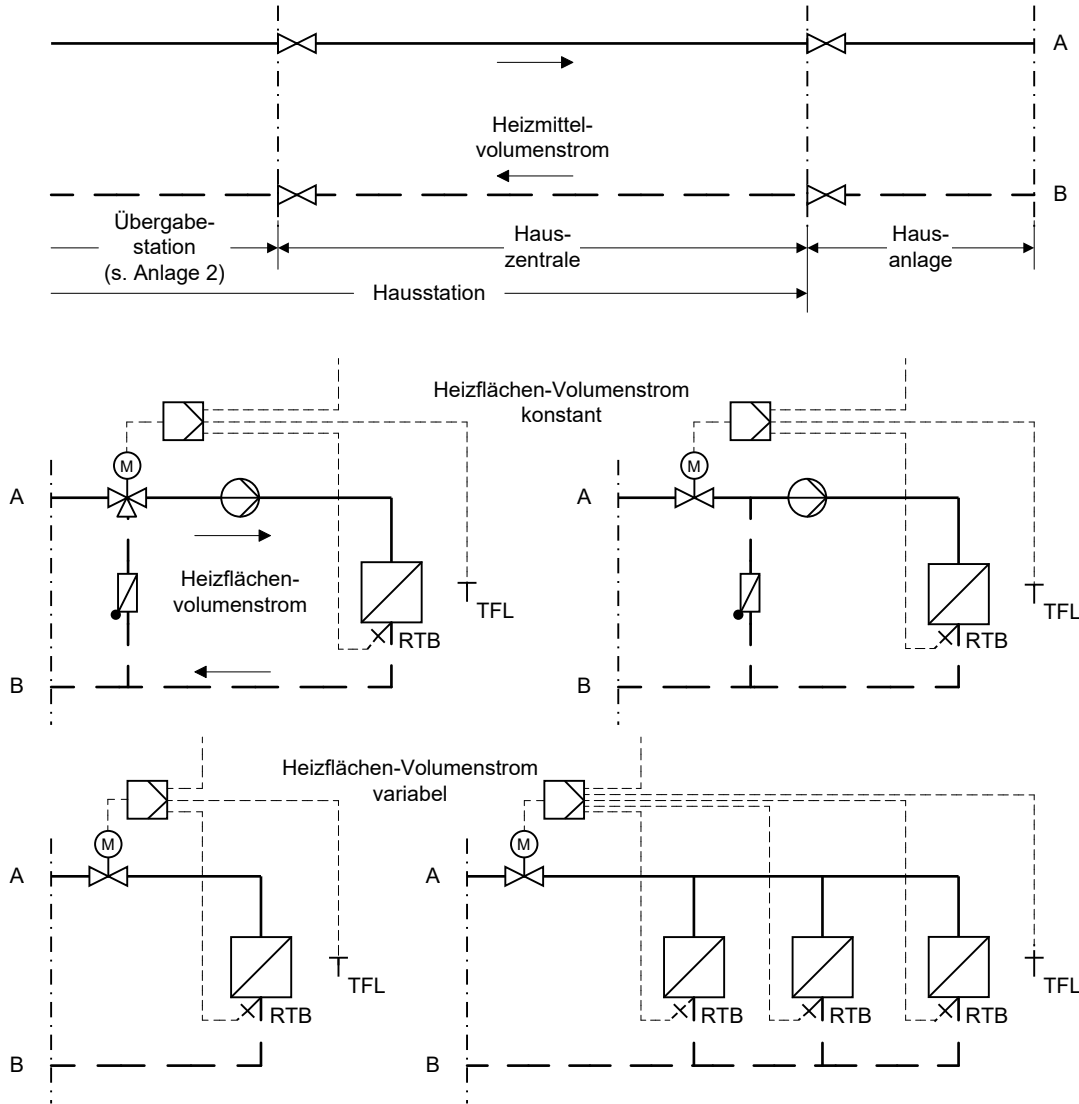 A
Heizmittel-
volumenstrom
B
Übergabe-
station
(s. Anlage 2)
Haus-
zentrale
Haus-
anlage
Hausstation
Heizflächen-Volumenstrom
konstant
M
A
Heizflächen-
volumenstrom
TFL
RTB
B
M
A
TFL
RTB
B
Heizflächen-Volumenstrom
variabel
M
A
TFL
RTB
B
M
A
TFL
RTB
RTB
RTB
B